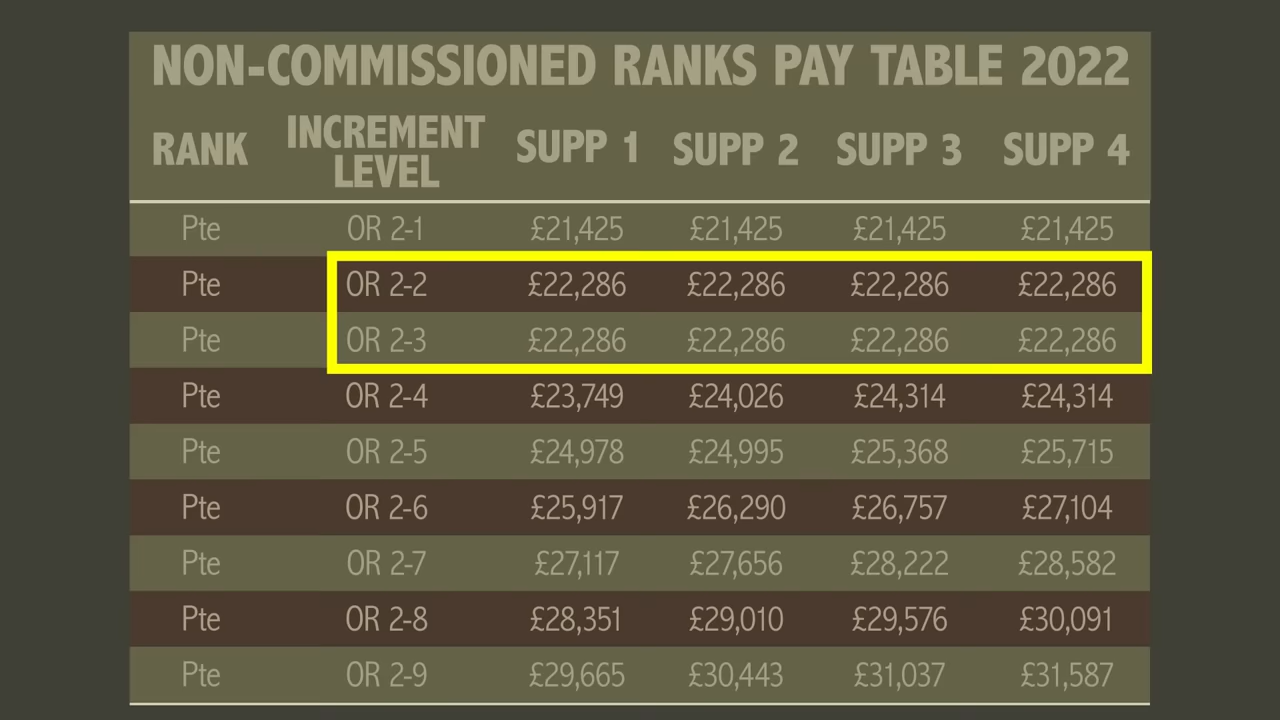 NON-COMMISSIONED RANKS PAY TABLE 2022
RANK INCREMENT LEVEL SUPP 1 SUPP 2 SUPP 3 SUPP 4
Pte OR 2-1 £21,425 £21,425 £21,425 £21,425
Pte OR 2-2 £22,286 £22,286 £22,286 £22,286
Pte OR 2-3 £22,286 £22,286 £22,286 £22,286
Pte OR 2-4 £23,749 £24,026 £24,314 £24,314
Pte OR 2-5 £24,978 £24,995 £25,368 £25,715
Pte OR 2-6 £25,917 £26,290 £26,757 £27,104
Pte OR 2-7 £27,117 £27,656 £28,222 £28,582
Pte OR 2-8 £28,351 £29,010 £29,576 £30,091
Pte OR 2-9 £29,665 £30,443 £31,037 £31,587